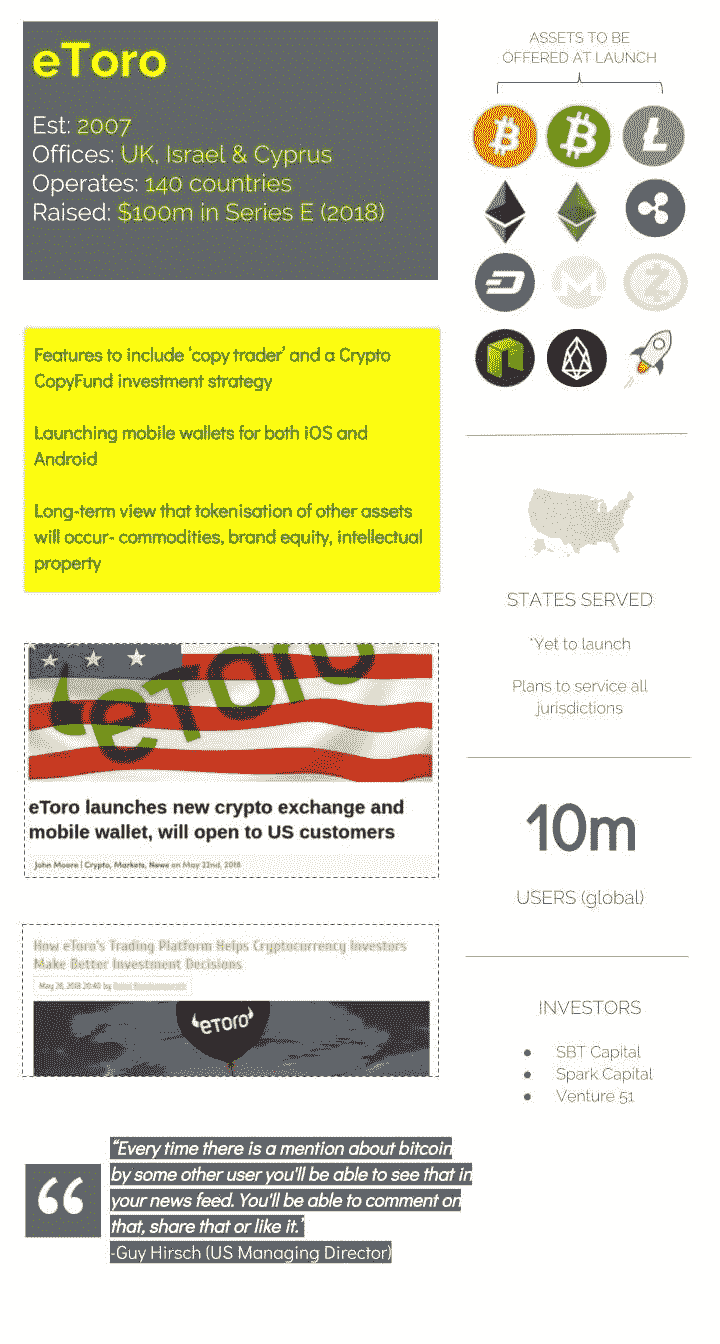 eToro
Est: 2007
Offices: UK, Israel & Cyprus
Operates: 140 countries
Raised: $100m in Series E (2018)
Features to include ‘copy trader’ and a Crypto
CopyFund investment strategy
Launching mobile wallets for both iOS and
Android
Long-term view that tokenisation of other assets
will occur- commodities, brand equity, intellectual
property
eToro
eToro launches new crypto exchange and
mobile wallet, will open to US customers
John Moore | Crypto, Markets, News on May 22nd, 2018
How eToro's Trading Platform Helps Cryptocurrency Investors
Make Better Investment Decisions
May 28, 2018 20:40 by
eTORO
“Every time there is a mention about bitcoin
by some other user you'll be able to see that in
your news feed. You'll be able to comment on
that, share that or like it.’
-Guy Hirsch (US Managing Director)
ASSETS TO BE
OFFERED AT LAUNCH
STATES SERVED
*Yet to launch
Plans to service all
jurisdictions
10m
USERS (global)
INVESTORS
● SBT Capital
● Spark Capital
● Venture 51